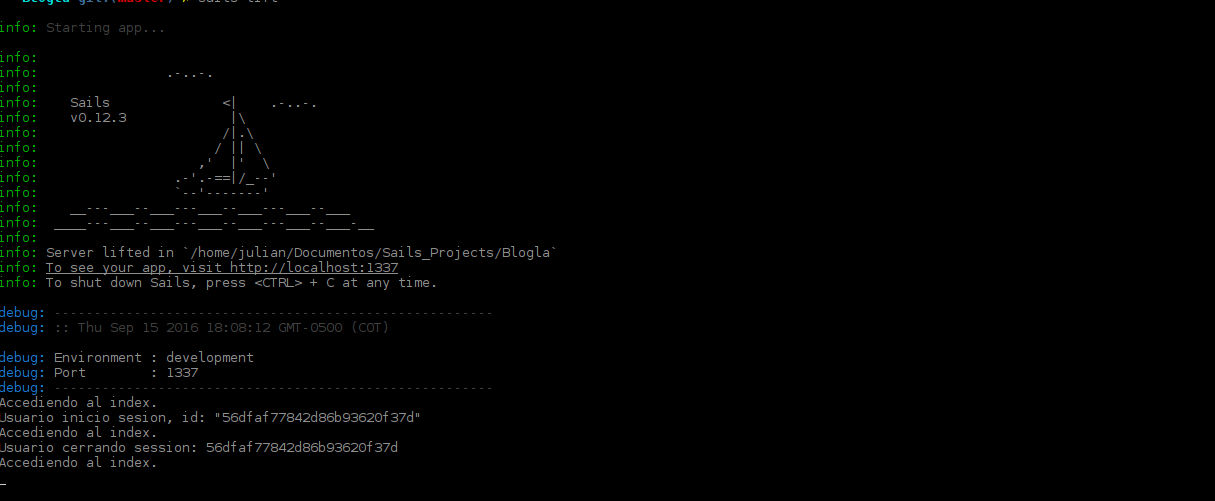 Blogla git:(master) ✗ sails lift
info: Starting app...
info:
info:                 .-..-.
info:
info:    Sails              <|    .-..-.
info:    v0.12.3             |\
info:                       /|.\
info:                      / || \
info:                    ,'  |'  \
info:                 .-'.-==|/_--'
info:                 `--'-------'
info:    __---___--___---___--___---___--___
info:  ____---___--___---___--___---___--___-__
info:
info: Server lifted in `/home/julian/Documentos/Sails_Projects/Blogla`
info: To see your app, visit http://localhost:1337
info: To shut down Sails, press <CTRL> + C at any time.
debug: -------------------------------------------------------
debug: :: Thu Sep 15 2016 18:08:12 GMT-0500 (COT)
debug: Environment : development
debug: Port        : 1337
debug: -------------------------------------------------------
Accediendo al index.
Usuario inicio sesion, id: "56dfaf77842d86b93620f37d"
Accediendo al index.
Usuario cerrando session: 56dfaf77842d86b93620f37d
Accediendo al index.